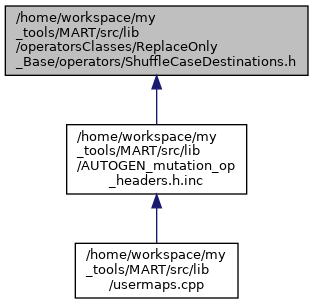 /home/workspace/my
_tools/MART/src/lib
/operatorsClasses/ReplaceOnly
_Base/operators/ShuffleCaseDestinations.h
/home/workspace/my
_tools/MART/src/lib
/AUTOGEN_mutation_op
_headers.h.inc
/home/workspace/my
_tools/MART/src/lib
/usermaps.cpp